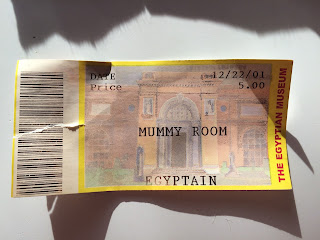 DATE 12/22/01
Price 5.00
MUMMY ROOM
EGYPTAIN
THE EGYPTIAN MUSEUM